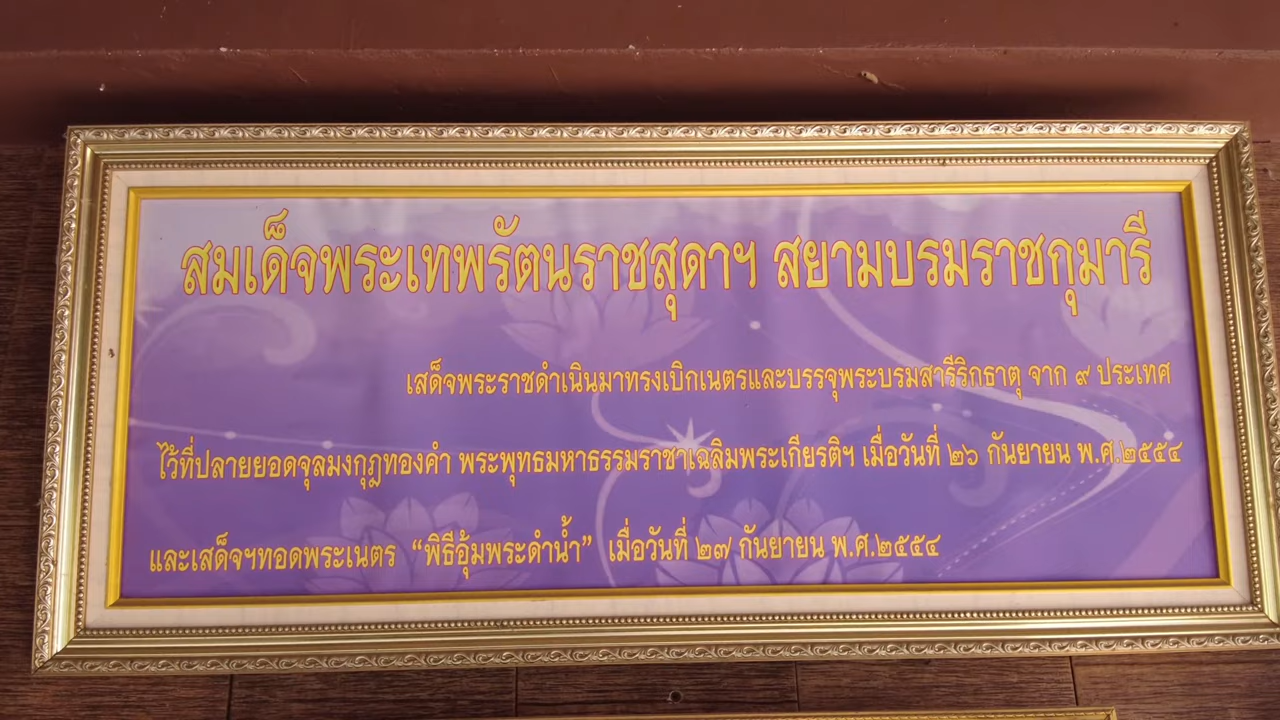 สมเด็จพระเทพรัตนราชสุดาฯ สยามบรมราชกุมารี
เสด็จพระราชดำเนินมาทรงเบิกเนตรและบรรจุพระบรมสารีริกธาตุ จาก ๙ ประเทศ
ไว้ที่ปลายยอดจุลมงกุฎทองคำ พระพุทธมหาธรรมราชาเฉลิมพระเกียรติฯ เมื่อวันที่ ๒๖ กันยายน พ.ศ.๒๕๕๔
และเสด็จฯทอดพระเนตร “พิธีอุ้มพระดำน้ำ” เมื่อวันที่ ๒๗ กันยายน พ.ศ.๒๕๕๔